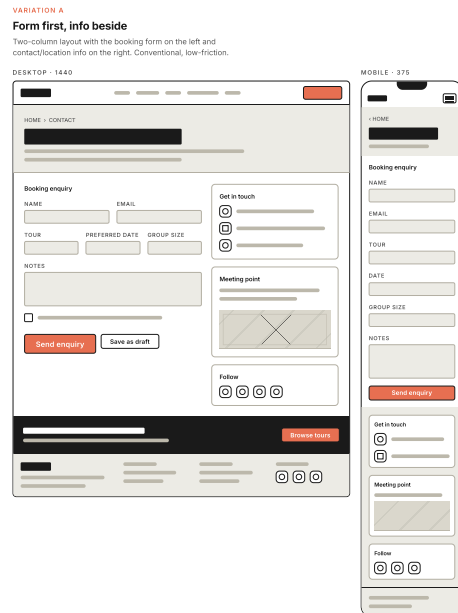 VARIATION A
Form first, info beside
Two-column layout with the booking form on the left and
contact/location info on the right. Conventional, low-friction.
DESKTOP · 1440
HOME › CONTACT
Booking enquiry
NAME
EMAIL
TOUR
PREFERRED DATE
GROUP SIZE
NOTES
Send enquiry
Save as draft
Get in touch
Meeting point
Follow
Browse tours
MOBILE · 375
‹ HOME
Booking enquiry
NAME
EMAIL
TOUR
DATE
GROUP SIZE
NOTES
Send enquiry
Get in touch
Meeting point
Follow